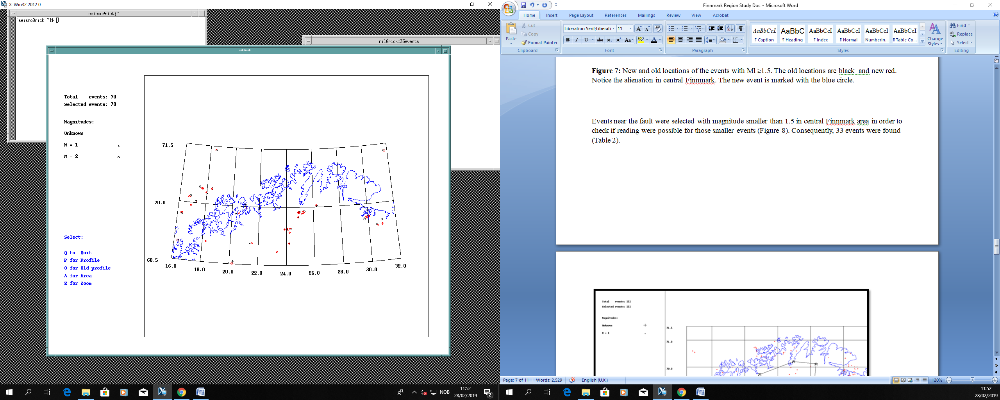 X-Win32 2012 0
seismo@rick:~
[seismo@rick ~]$
nil@rick:35events
*****
Total events: 70
Selected events: 70
Magnitudes:
Unknown
M = 1
M = 2
Select:
Q to Quit
P for Profile
O for Old profile
A for Area
Z for Zoom
71.5
70.0
68.5
16.0
18.0
20.0
22.0
24.0
26.0
28.0
30.0
32.0
NOB
11:52
28/02/2019
2
Finnmark Region Study Doc - Microsoft Word
Home Insert Page Layout References Mailings Review View Acrobat
Paste
Cut
Copy
Format Painter
Clipboard
Liberation Serif;Liberati 11
Font
Paragraph
AaBbCcI AaBbC AaBbCcI AaBbCcI AaBbCcI AaBbCcI
¶ Caption ¶ Heading ¶ Index ¶ Normal Numberin... ¶ Table Co...
Change Styles
Styles
Find
Replace
Select
Editing
Figure 7: New and old locations of the events with Ml ≥1.5. The old locations are black and new red.
Notice the alienation in central Finnmark. The new event is marked with the blue circle.
Events near the fault were selected with magnitude smaller than 1.5 in central Finnmark area in order to
check if reading were possible for those smaller events (Figure 8). Consequently, 33 events were found
(Table 2).
Total events: 111
Selected events: 111
Magnitudes:
Unknown
M = 1
71.5
71.0
70.0
Page: 7 of 11 Words: 2,529 English (U.K.) 120%
11:52
28/02/2019